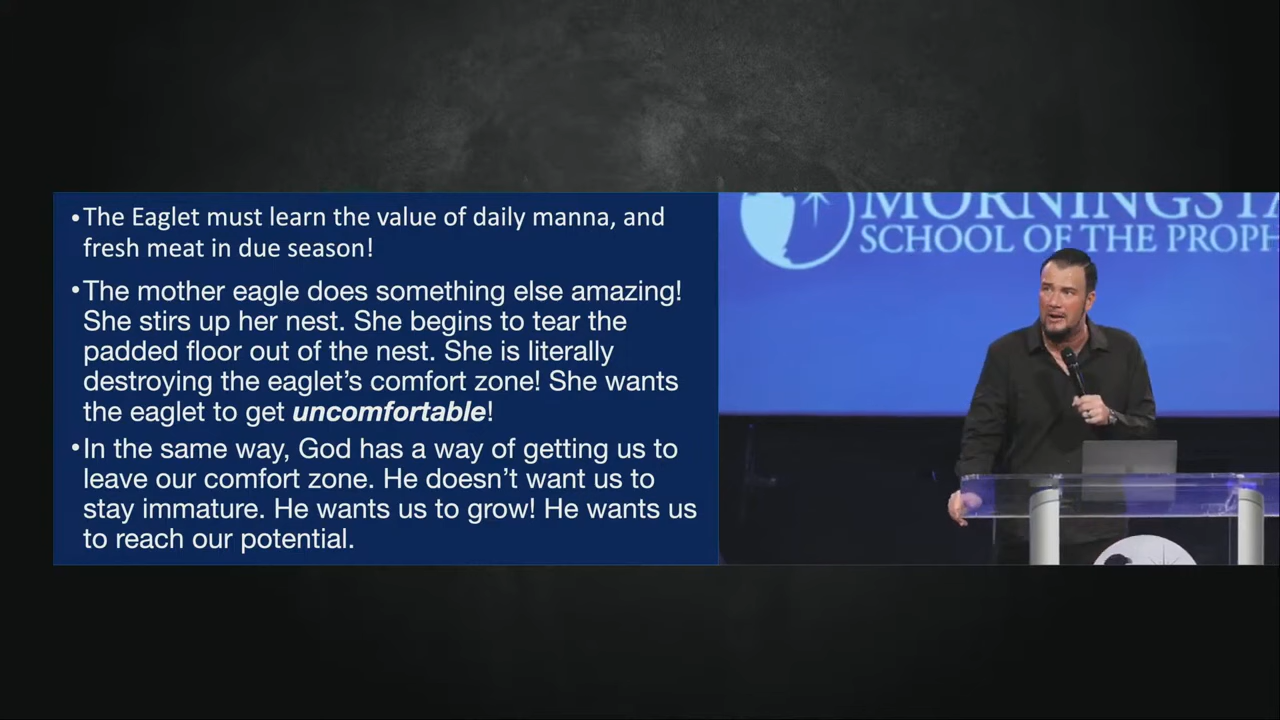 •The Eaglet must learn the value of daily manna, and
fresh meat in due season!
•The mother eagle does something else amazing!
She stirs up her nest. She begins to tear the
padded floor out of the nest. She is literally
destroying the eaglet’s comfort zone! She wants
the eaglet to get uncomfortable!
•In the same way, God has a way of getting us to
leave our comfort zone. He doesn’t want us to
stay immature. He wants us to grow! He wants us
to reach our potential.
MORNINGSTA
SCHOOL OF THE PROPH